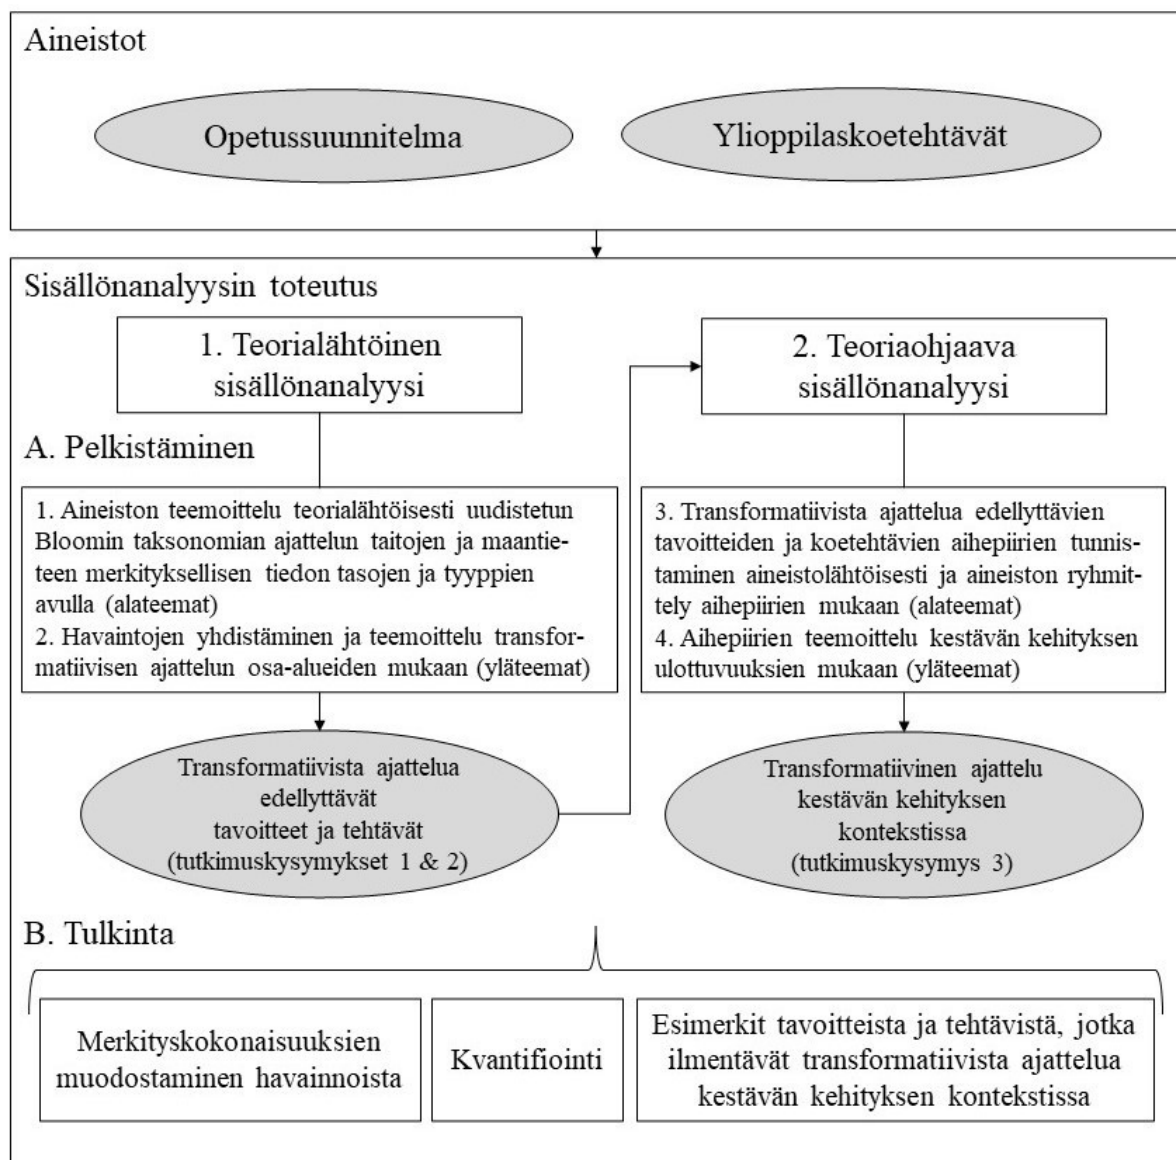 Aineistot
Opetussuunnitelma
Ylioppilaskoetehtävät
Sisällönanalyysin toteutus
1. Teorialähtöinen
sisällönanalyysi
2. Teoriaohjaava
sisällönanalyysi
A. Pelkistäminen
1. Aineiston teemoittelu teorialähtöisesti uudistetun
Bloomin taksonomian ajattelun taitojen ja maantie-
teen merkityksellisen tiedon tasojen ja tyyppien
avulla (alateemat)
2. Havaintojen yhdistäminen ja teemoittelu transfor-
matiivisen ajattelun osa-alueiden mukaan (yläteemat)
3. Transformatiivista ajattelua edellyttävien
tavoitteiden ja koetehtävien aihepiirien tunnis-
taminen aineistolähtöisesti ja aineiston ryhmit-
tely aihepiirien mukaan (alateemat)
4. Aihepiirien teemoittelu kestävän kehityksen
ulottuvuuksien mukaan (yläteemat)
Transformatiivista ajattelua
edellyttävät
tavoitteet ja tehtävät
(tutkimuskysymykset 1 & 2)
Transformatiivinen ajattelu
kestävän kehityksen
kontekstissa
(tutkimuskysymys 3)
B. Tulkinta
Merkityskokonaisuuksien
muodostaminen havainnoista
Kvantifiointi
Esimerkit tavoitteista ja tehtävistä, jotka
ilmentävät transformatiivista ajattelua
kestävän kehityksen kontekstissa